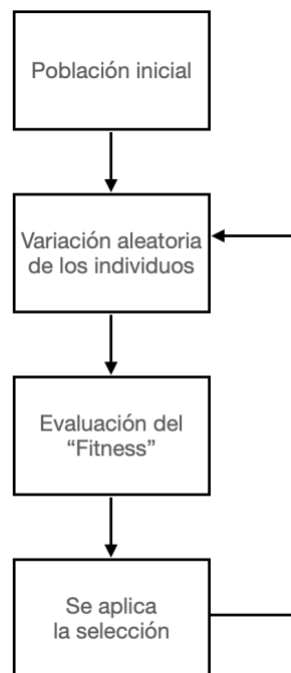 Población inicial
Variación aleatoria
de los individuos
Evaluación del
“Fitness”
Se aplica
la selección